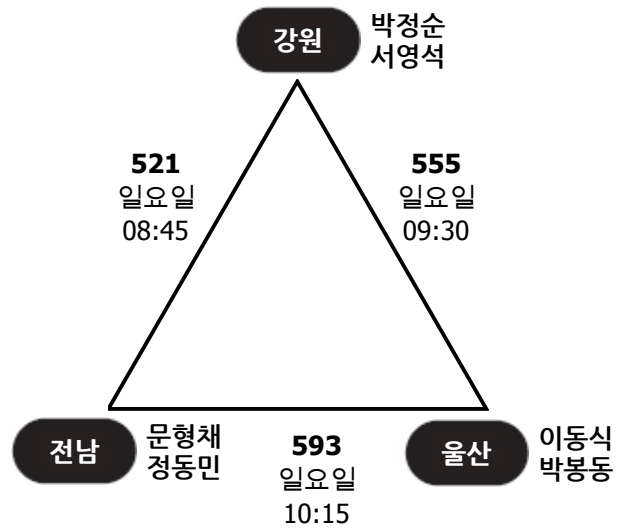 강원
박정순
서영석
521
일요일
08:45
555
일요일
09:30
전남
문형채
정동민
593
일요일
10:15
울산
이동식
박봉동